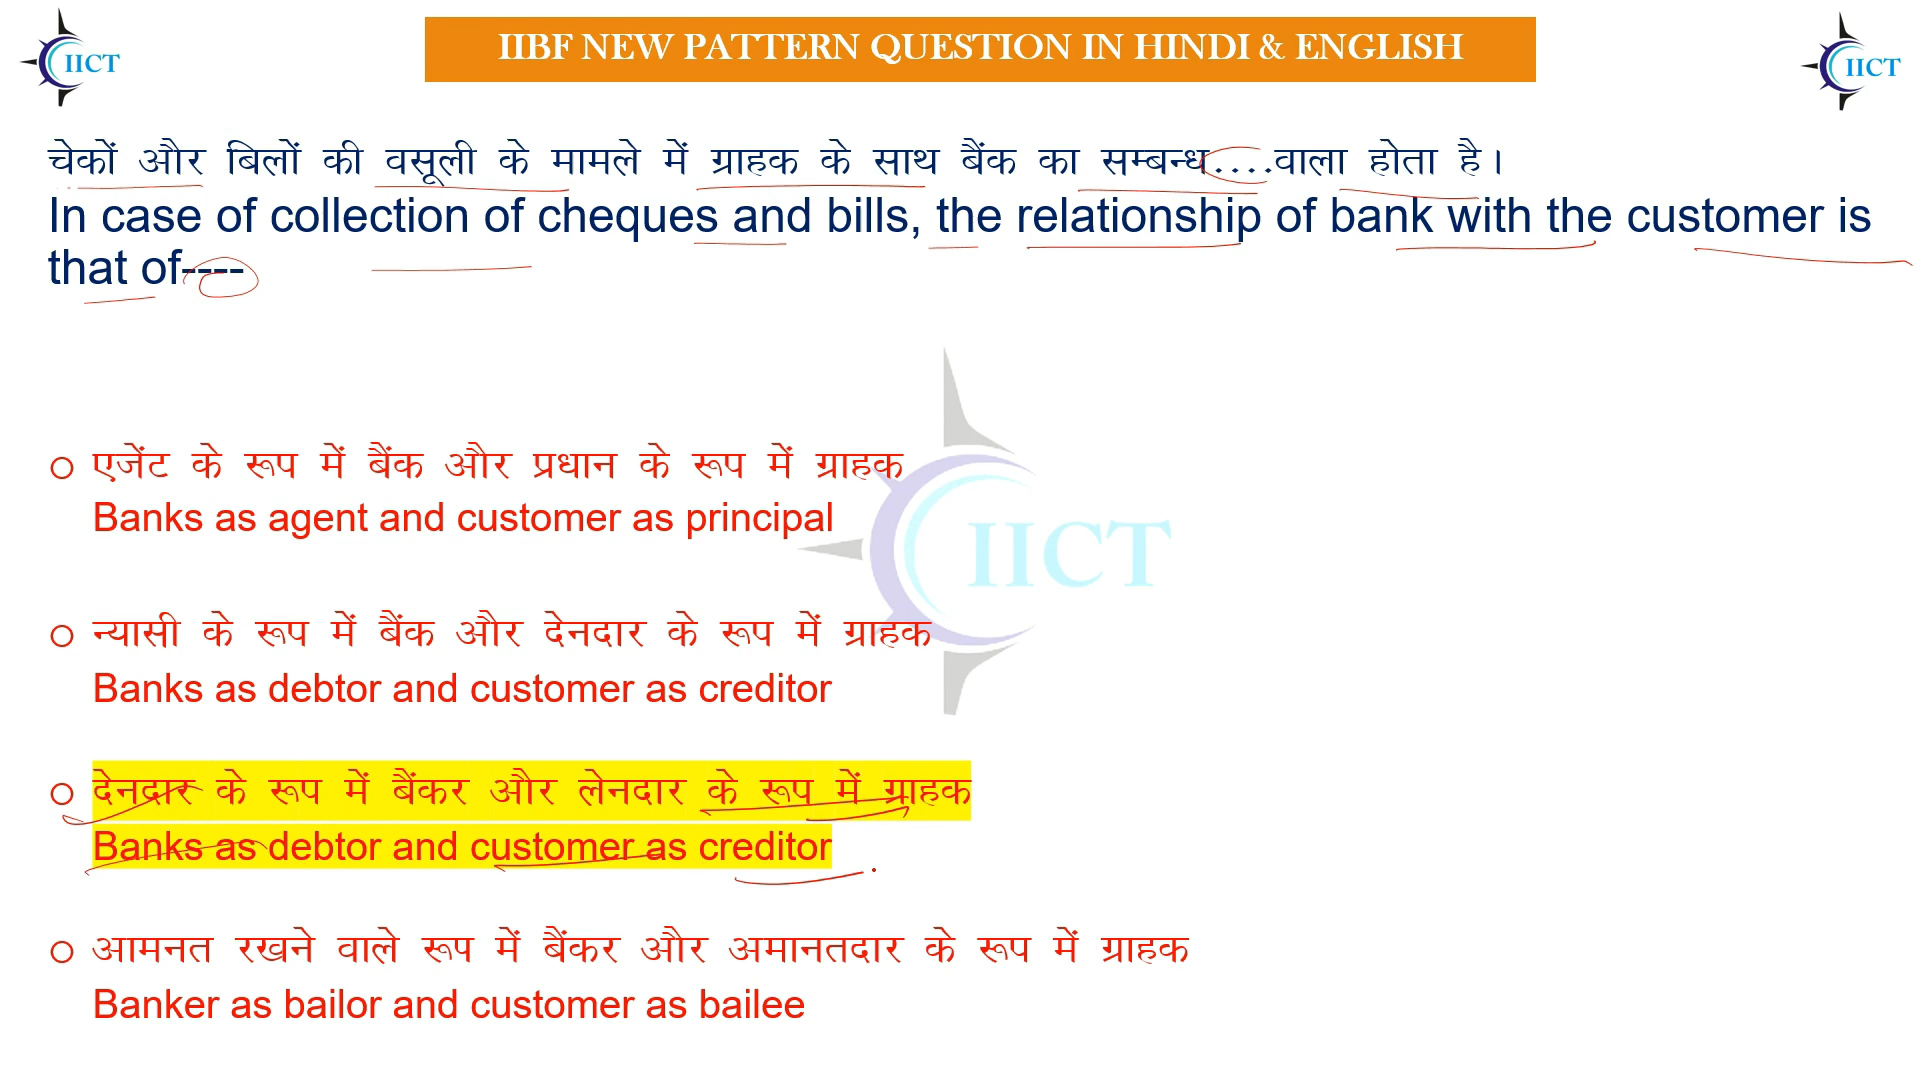 IICT
IIBF NEW PATTERN QUESTION IN HINDI & ENGLISH
IICT
चेकों और बिलों की वसूली के मामले में ग्राहक के साथ बैंक का सम्बन्ध....वाला होता है।
In case of collection of cheques and bills, the relationship of bank with the customer is
that of----
एजेंट के रूप में बैंक और प्रधान के रूप में ग्राहक
Banks as agent and customer as principal
IICT
न्यासी के रूप में बैंक और देनदार के रूप में ग्राहक
Banks as debtor and customer as creditor
देनदार के रूप में बैंकर और लेनदार के रूप में ग्राहक
Banks as debtor and customer as creditor
आमनत रखने वाले रूप में बैंकर और अमानतदार के रूप में ग्राहक
Banker as bailor and customer as bailee